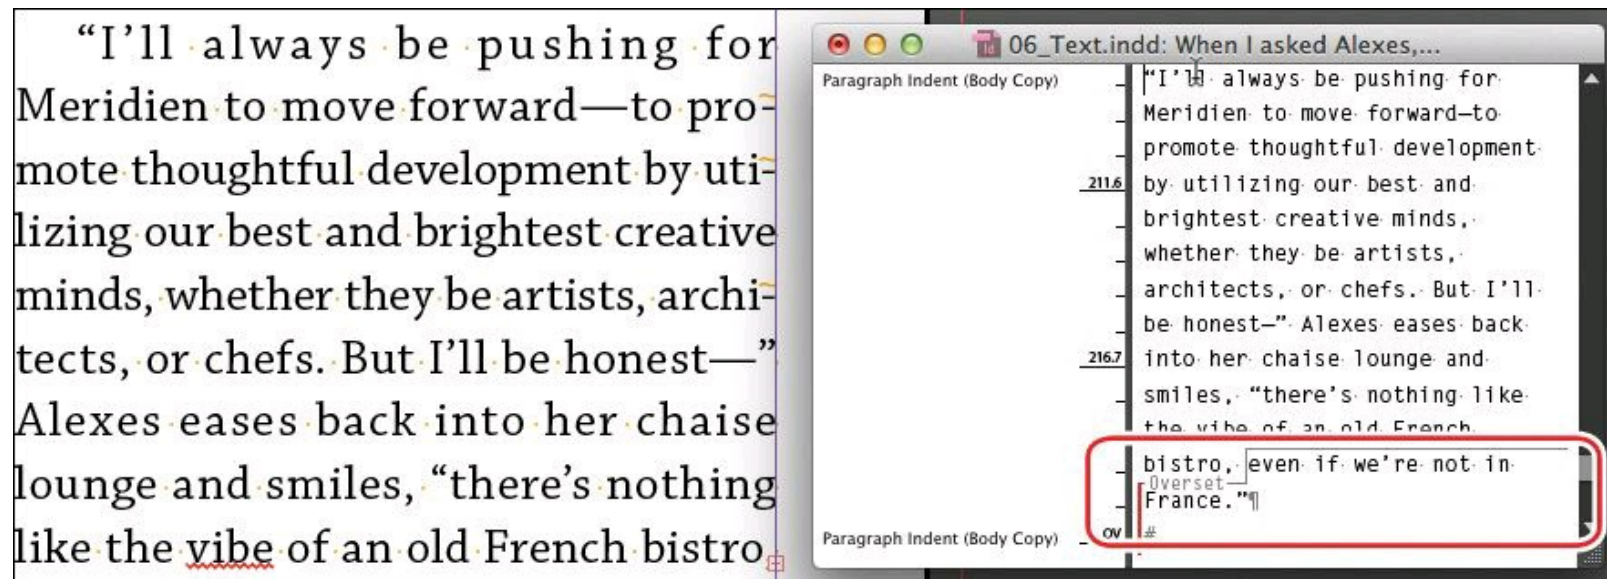 “I’ll always be pushing for
Meridien to move forward—to pro-
mote thoughtful development by uti-
lizing our best and brightest creative
minds, whether they be artists, archi-
tects, or chefs. But I’ll be honest—”
Alexes eases back into her chaise
lounge and smiles, “there’s nothing
like the vibe of an old French bistro
06_Text.indd: When I asked Alexes,...
Paragraph Indent (Body Copy)
“I’ll always be pushing for
Meridien to move forward—to
promote thoughtful development
211.6 by utilizing our best and
brightest creative minds,
whether they be artists,
architects, or chefs. But I’ll
be honest—” Alexes eases back
216.7 into her chaise lounge and
smiles, “there’s nothing like
the vibe of an old French
bistro, even if we’re not in
Overset
France.”¶
Paragraph Indent (Body Copy) OV #